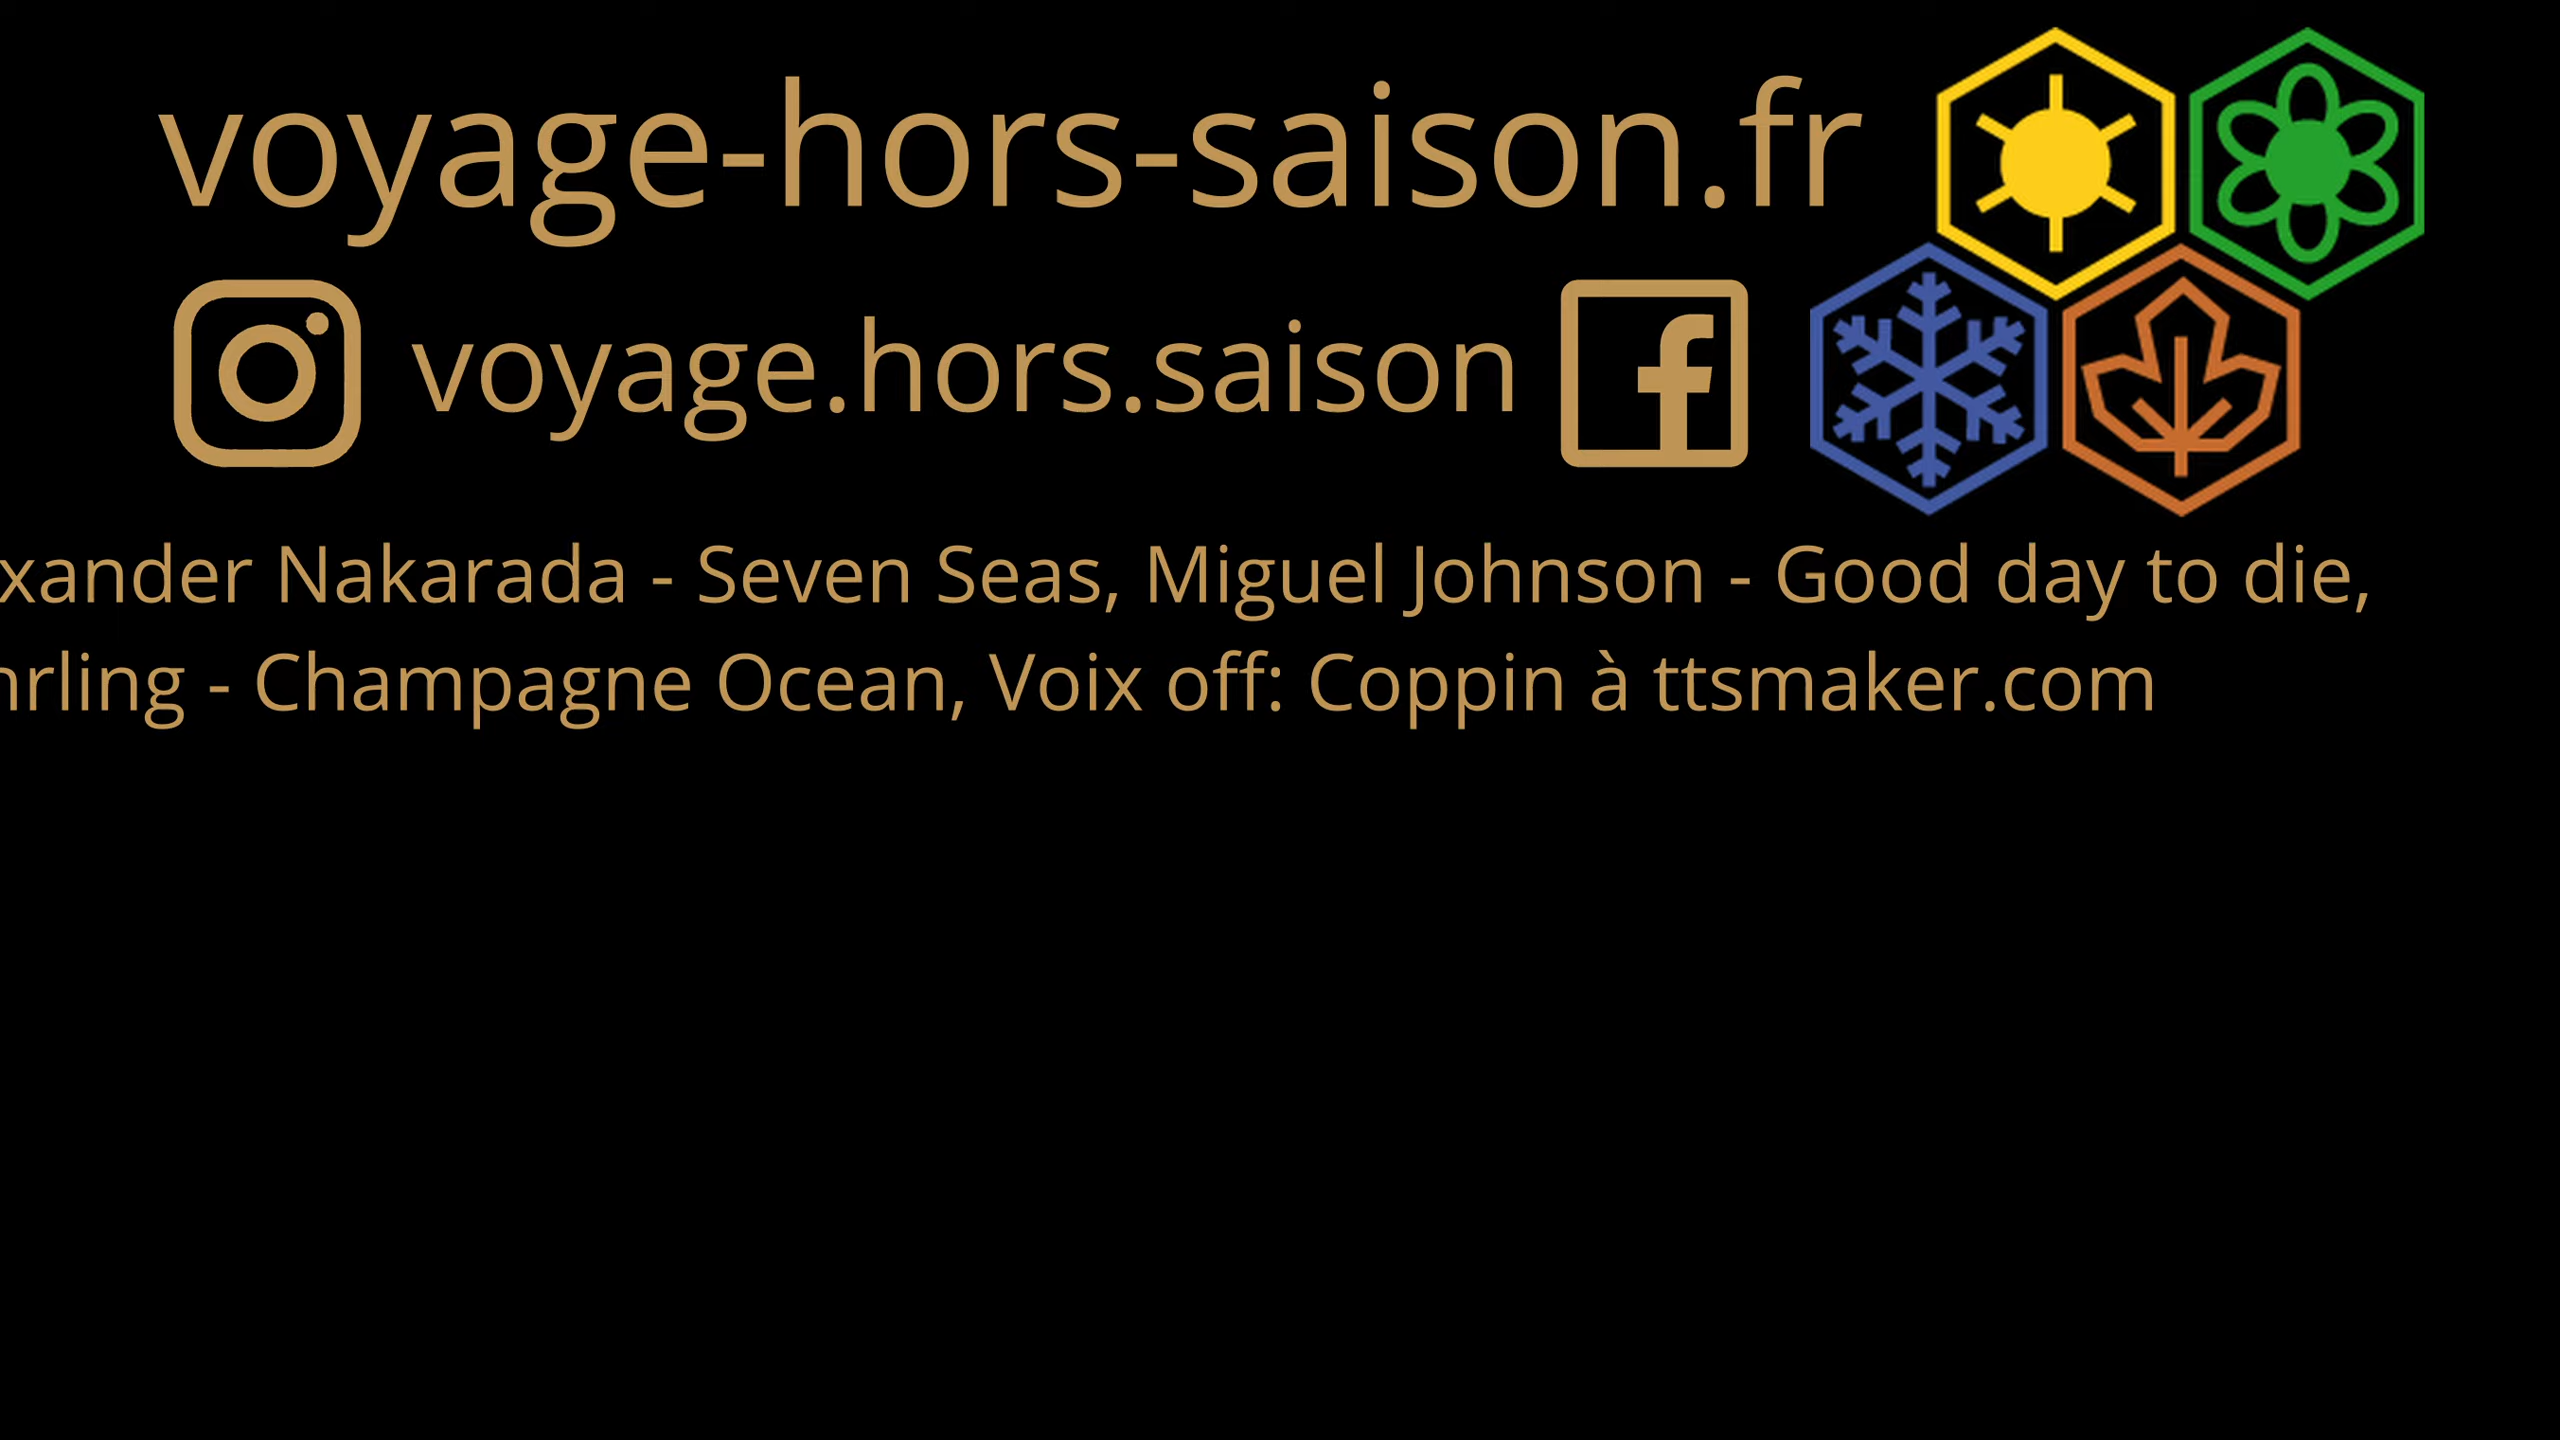 voyage-hors-saison.fr
voyage.hors.saison
xander Nakarada - Seven Seas, Miguel Johnson - Good day to die,
hrling - Champagne Ocean, Voix off: Coppin à ttsmaker.com